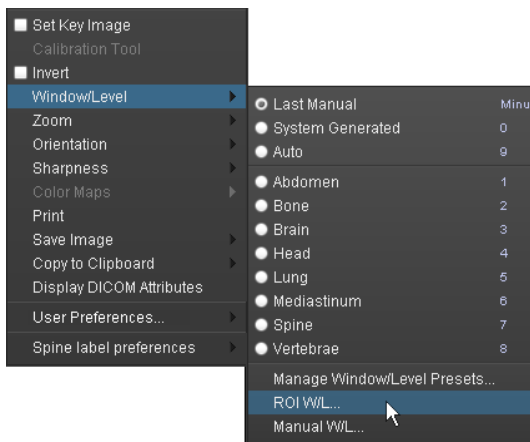 Set Key Image
Calibration Tool
Invert
Window/Level
Zoom
Orientation
Sharpness
Color Maps
Print
Save Image
Copy to Clipboard
Display DICOM Attributes
User Preferences...
Spine label preferences
Last Manual Minu
System Generated 0
Auto 9
Abdomen 1
Bone 2
Brain 3
Head 4
Lung 5
Mediastinum 6
Spine 7
Vertebrae 8
Manage Window/Level Presets...
ROI W/L...
Manual W/L...